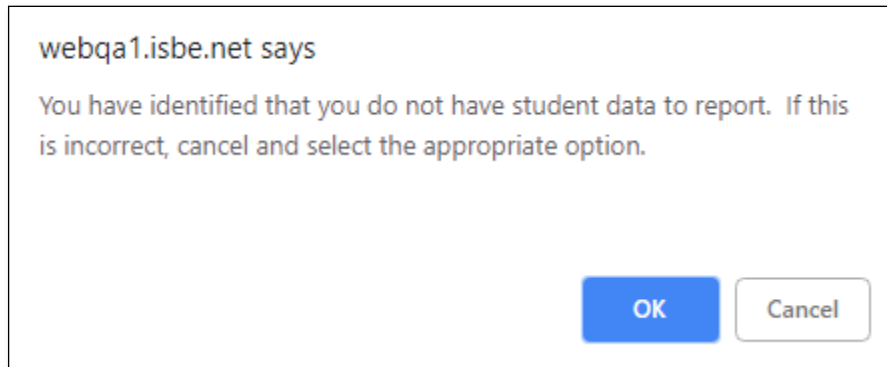 webqa1.isbe.net says
You have identified that you do not have student data to report.  If this
is incorrect, cancel and select the appropriate option.
OK
Cancel